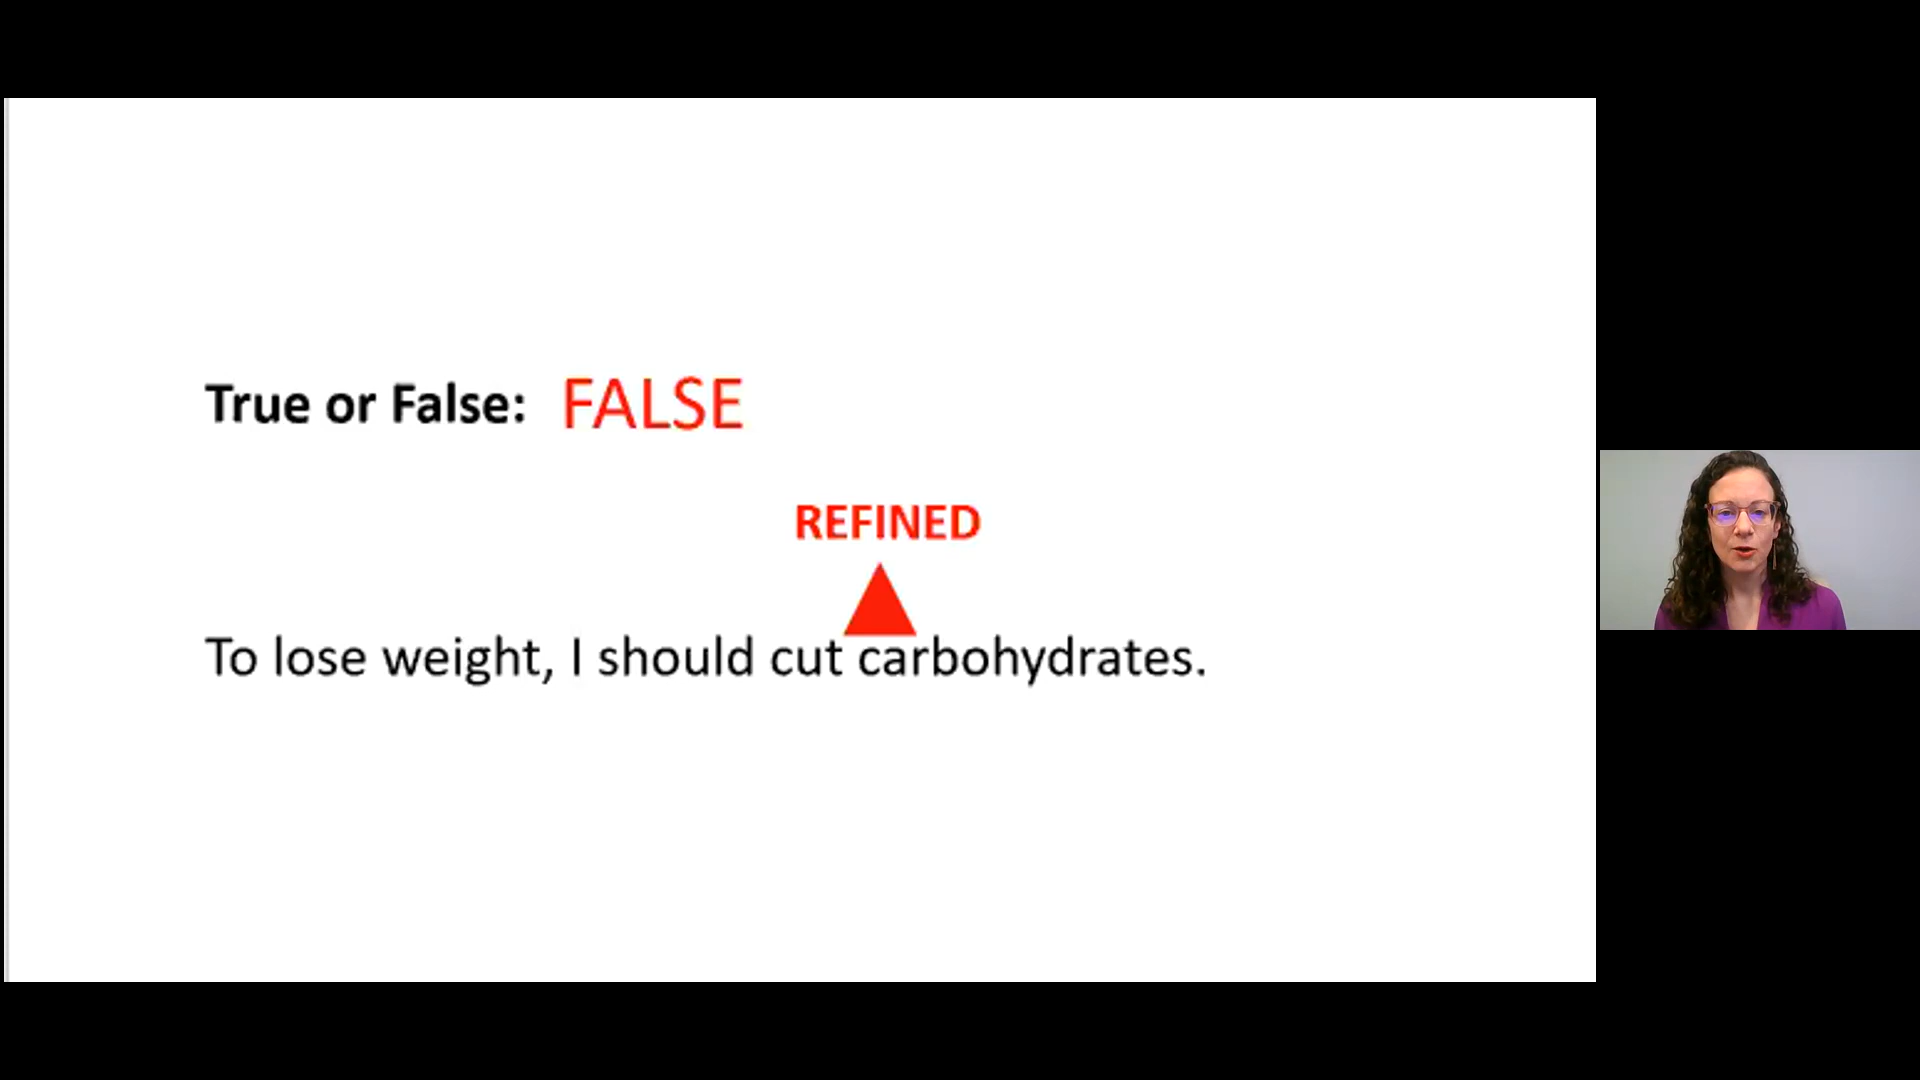 True or False: FALSE
REFINED
To lose weight, I should cut carbohydrates.